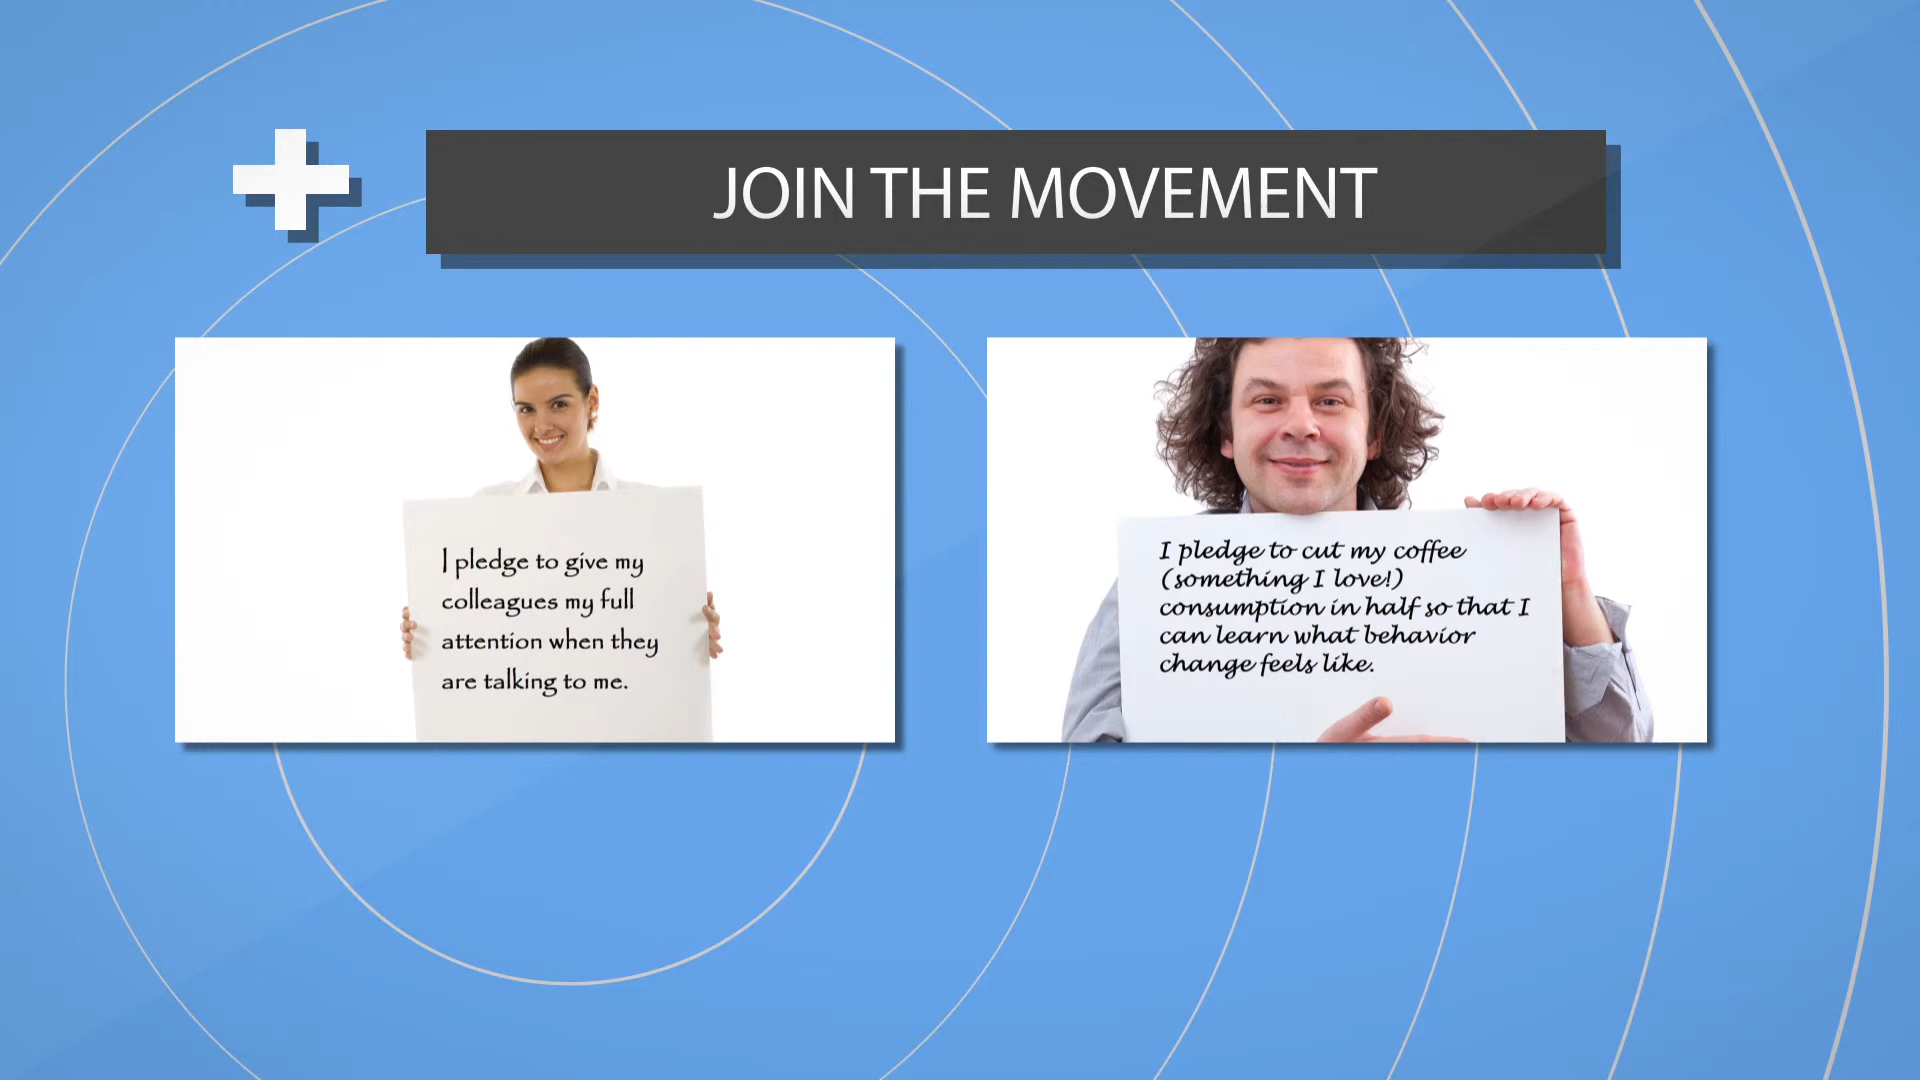 JOIN THE MOVEMENT
I pledge to give my
colleagues my full
attention when they
are talking to me.
I pledge to cut my coffee
(something I love!)
consumption in half so that I
can learn what behavior
change feels like.